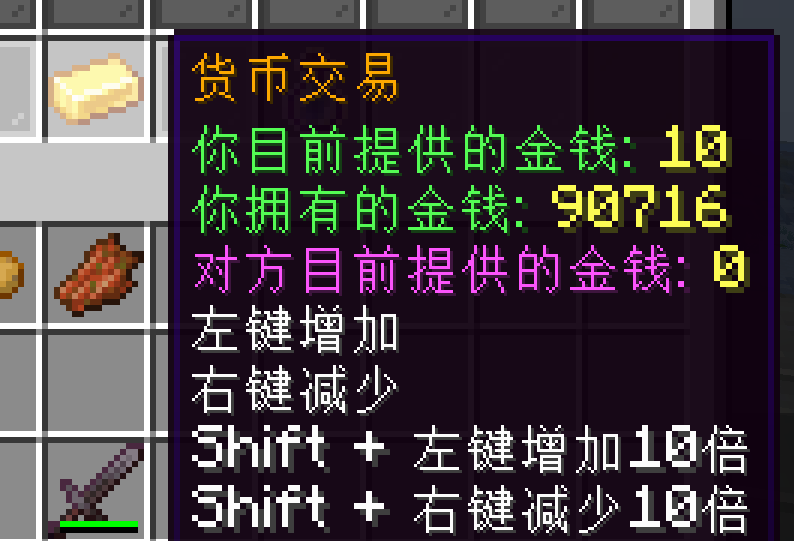 货币交易
你目前提供的金钱: 10
你拥有的金钱: 90716
对方目前提供的金钱: 0
左键增加
右键减少
Shift + 左键增加10倍
Shift + 右键减少10倍